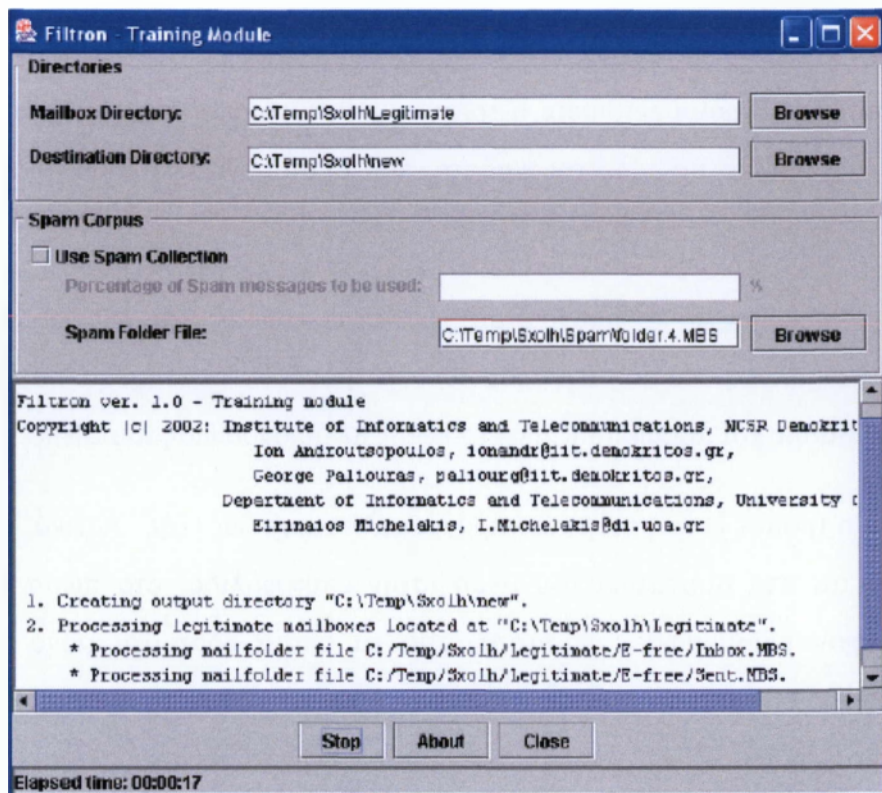 Filtron - Training Module
Directories
Mailbox Directory: C:\Temp\Sxolh\Legitimate Browse
Destination Directory: C:\Temp\Sxolh\new Browse
Spam Corpus
Use Spam Collection
Percentage of Spam messages to be used: %
Spam Folder File: C:\Temp\Sxolh\Spam\folder.4.MBS Browse
Filtron ver. 1.0 - Training module
Copyright |c| 2002: Institute of Informatics and Telecommunications, NCSR Demokrit
Ion Androutsopoulos, ionandr@iit.demokritos.gr,
George Paliouras, paliourg@iit.demokritos.gr,
Department of Informatics and Telecommunications, University
Eirinaios Michelakis, I.Michelakis@di.uoa.gr
1. Creating output directory "C:\Temp\Sxolh\new".
2. Processing legitimate mailboxes located at "C:\Temp\Sxolh\Legitimate".
* Processing mailfolder file C:/Temp/Sxolh/Legitimate/E-free/Inbox.MBS.
* Processing mailfolder file C:/Temp/Sxolh/Legitimate/E-free/Sent.MBS.
Stop About Close
Elapsed time: 00:00:17